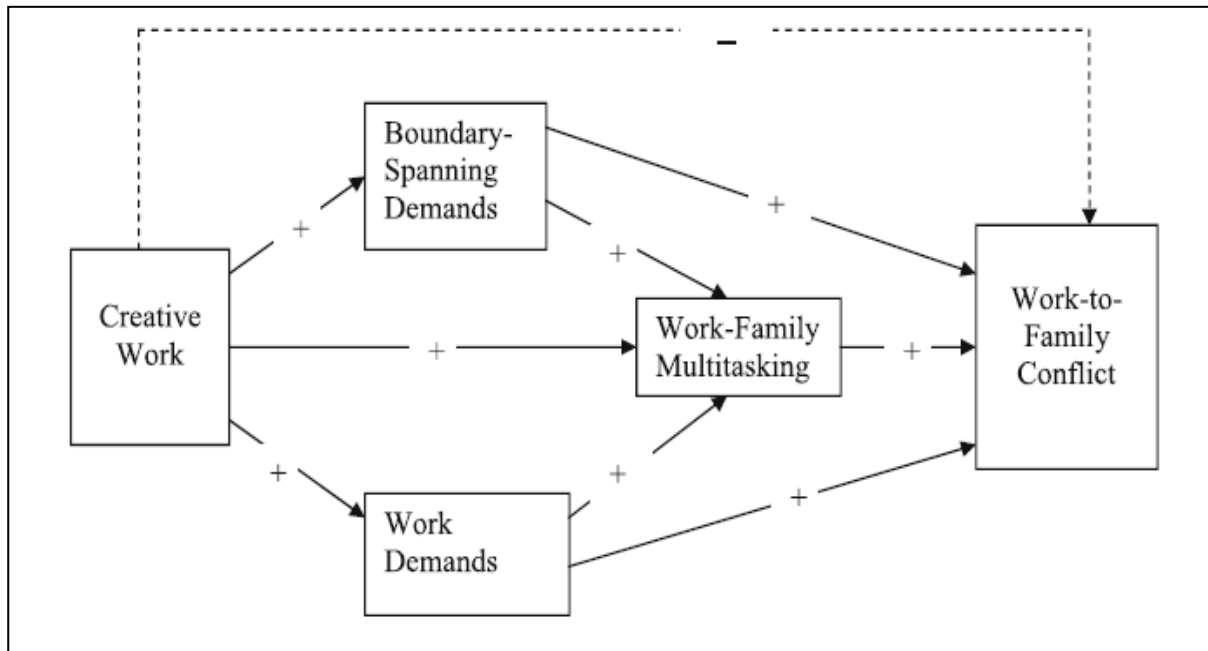 –
Boundary-
Spanning
Demands
+
+
+
Creative
Work
+
Work-Family
Multitasking
+
Work-to-
Family
Conflict
+
+
+
Work
Demands